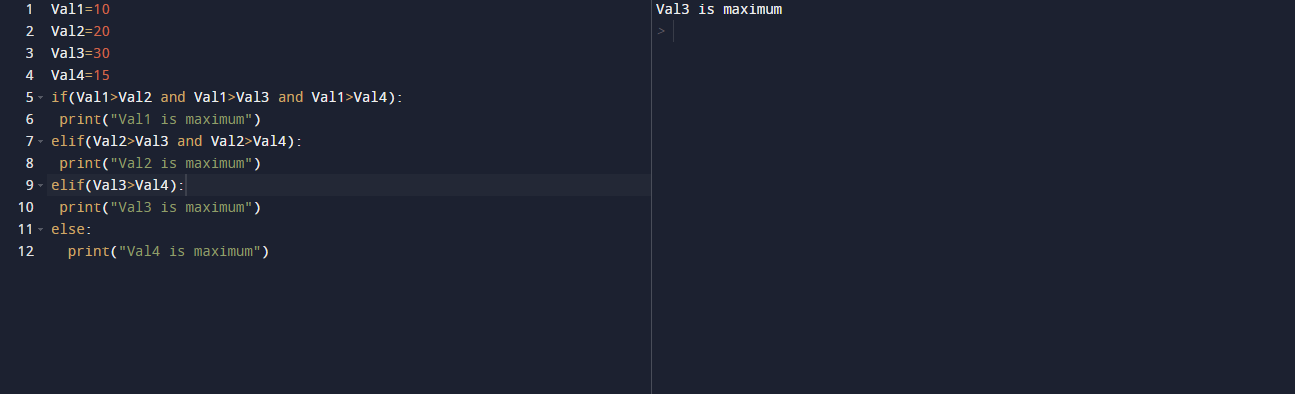 1 Val1=10
2 Val2=20
3 Val3=30
4 Val4=15
5 if(Val1>Val2 and Val1>Val3 and Val1>Val4):
6  print("Val1 is maximum")
7 elif(Val2>Val3 and Val2>Val4):
8  print("Val2 is maximum")
9 elif(Val3>Val4):
10  print("Val3 is maximum")
11 else:
12   print("Val4 is maximum")
Val3 is maximum
>